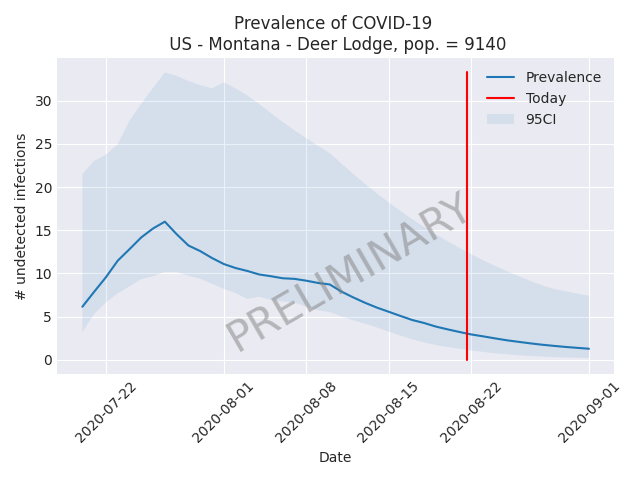 Prevalence of COVID-19
US - Montana - Deer Lodge, pop. = 9140
Prevalence
Today
95CI
# undetected infections
30
25
20
15
10
5
0
PRELIMINARY
2020-07-22
2020-08-01
2020-08-08
2020-08-15
2020-08-22
2020-09-01
Date